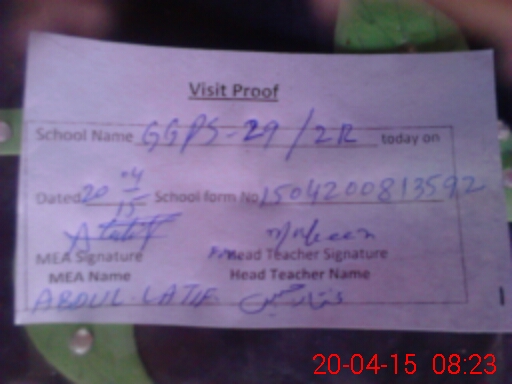 Visit Proof
School Name GGPS-29/2R today on
Dated 20 04/15 School form No 1504200813592
MEA Signature Head Teacher Signature
MEA Name Head Teacher Name
ABDUL LATIF
20-04-15 08:23